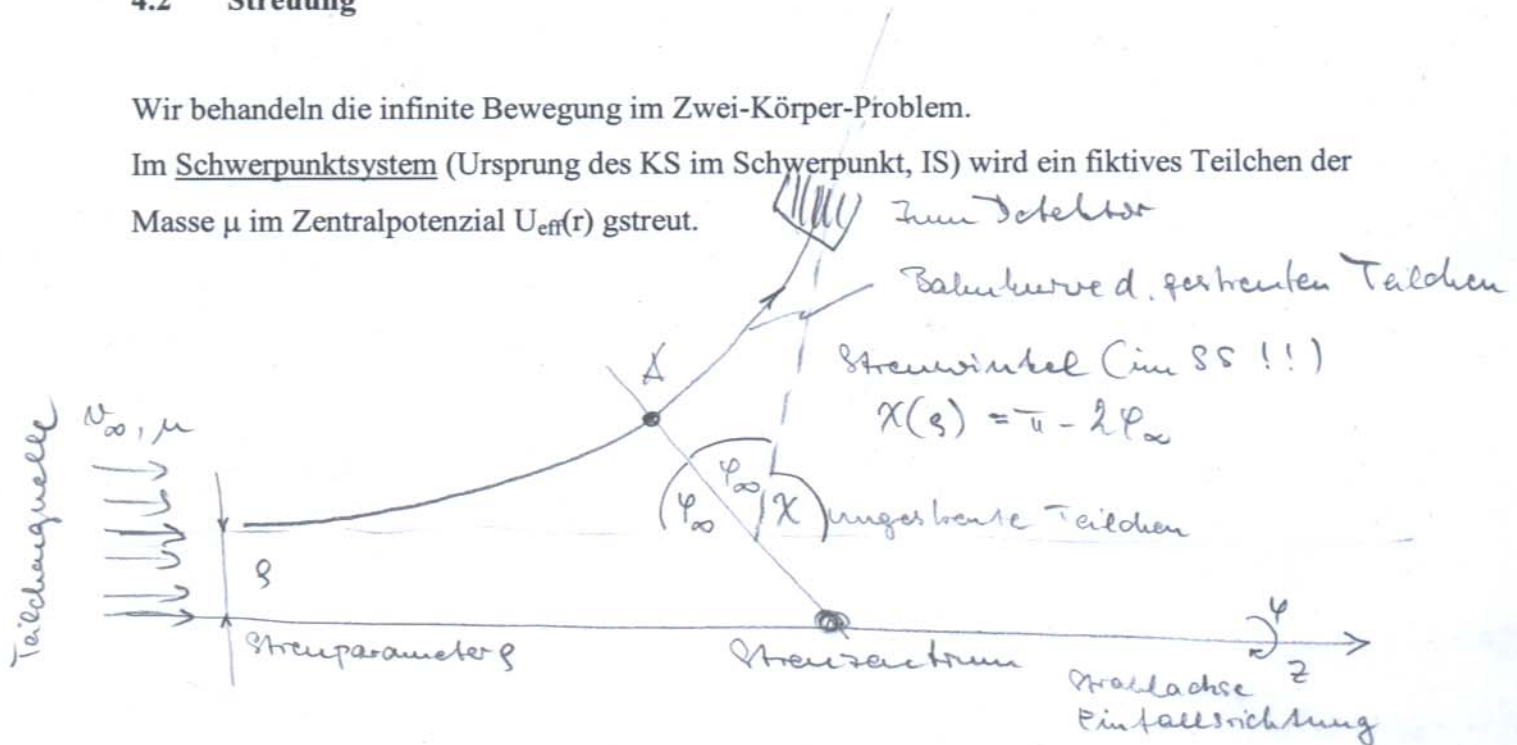 4.2 Streuung
Wir behandeln die infinite Bewegung im Zwei-Körper-Problem.
Im Schwerpunktsystem (Ursprung des KS im Schwerpunkt, IS) wird ein fiktives Teilchen der
Masse μ im Zentralpotenzial U_eff(r) gstreut.
Zum Detektor
Bahnkurve d. gestreuten Teilchen
A
Streuwinkel (im SS !!)
χ(ρ) = π - 2φ∞
v∞, μ
Teilchenquelle
φ∞
φ∞
χ
ungestreute Teilchen
ρ
Streuparameter ρ
Streuzentrum
φ
z
Strahlachse
Einfallsrichtung